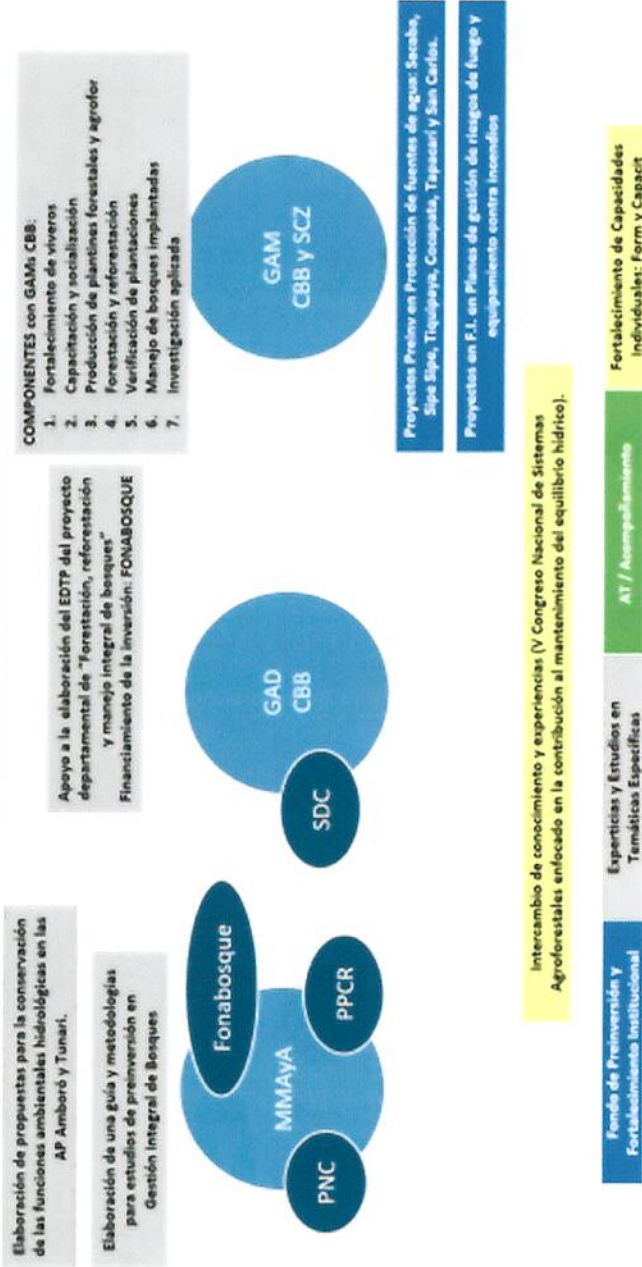 Elaboración de propuestas para la conservación
de las funciones ambientales hidrológicas en las
AP Amboró y Tunari.
Elaboración de una guía y metodologías
para estudios de preinversión en
Gestión Integral de Bosques
Fonabosque
MMAyA
PNC
PPCR
Apoyo a la elaboración del EDTP del proyecto
departamental de "Forestación, reforestación
y manejo integral de bosques"
Financiamiento de la inversión: FONABOSQUE
GAD
CBB
SDC
COMPONENTES con GAMs CBB:
1. Fortalecimiento de viveros
2. Capacitación y socialización
3. Producción de plantines forestales y agrofor
4. Forestación y reforestación
5. Verificación de plantaciones
6. Manejo de bosques implantadas
7. Investigación aplicada
GAM
CBB y SCZ
Proyectos Preinv en Protección de fuentes de agua: Sacaba,
Sipe Sipe, Tiquipaya, Cocapata, Tapacarí y San Carlos.
Proyectos en F.I. en Planes de gestión de riesgos de fuego y
equipamiento contra incendios
Intercambio de conocimiento y experiencias (V Congreso Nacional de Sistemas
Agroforestales enfocado en la contribución al mantenimiento del equilibrio hídrico).
Fondo de Preinversión y
Fortalecimiento Institucional
Experticias y Estudios en
Temáticas Específicas
AT / Acompañamiento
Fortalecimiento de Capacidades
Individuales: Form y Capacit